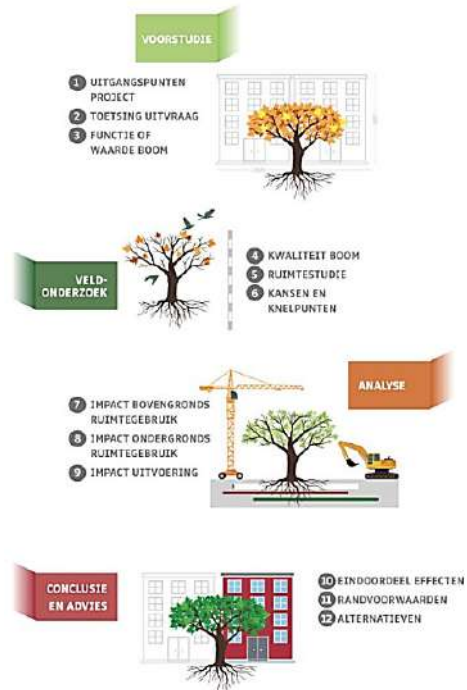 VOORSTUDIE
1 UITGANGSPUNTEN
PROJECT
2 TOETSING UITVRAAG
3 FUNCTIE OF
WAARDE BOOM
VELD-
ONDERZOEK
4 KWALITEIT BOOM
5 RUIMTESTUDIE
6 KANSEN EN
KNELPUNTEN
ANALYSE
7 IMPACT BOVENGRONDS
RUIMTEGEBRUIK
8 IMPACT ONDERGRONDS
RUIMTEGEBRUIK
9 IMPACT UITVOERING
CONCLUSIE
EN ADVIES
10 EINDOORDEEL EFFECTEN
11 RANDVOORWAARDEN
12 ALTERNATIEVEN